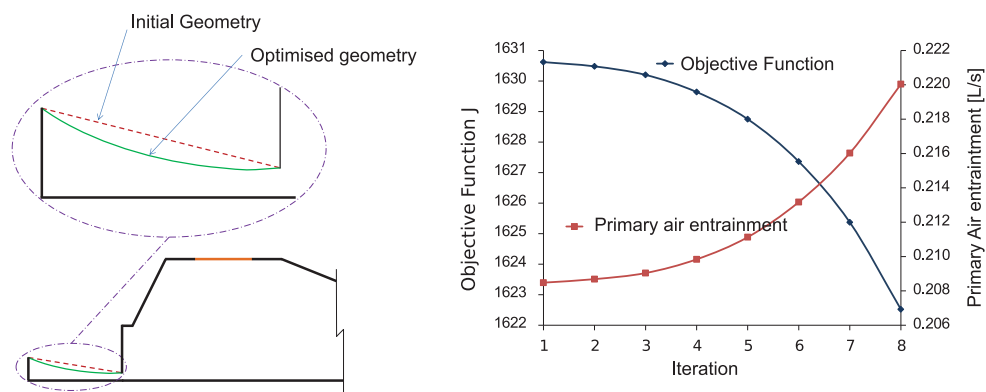 Initial Geometry
Optimised geometry
1631
1630
1629
1628
1627
1626
1625
1624
1623
1622
Objective Function J
Objective Function
Primary air entrainment
0.222
0.220
0.218
0.216
0.214
0.212
0.210
0.208
0.206
Primary Air entraintment [L/s]
1 2 3 4 5 6 7 8
Iteration